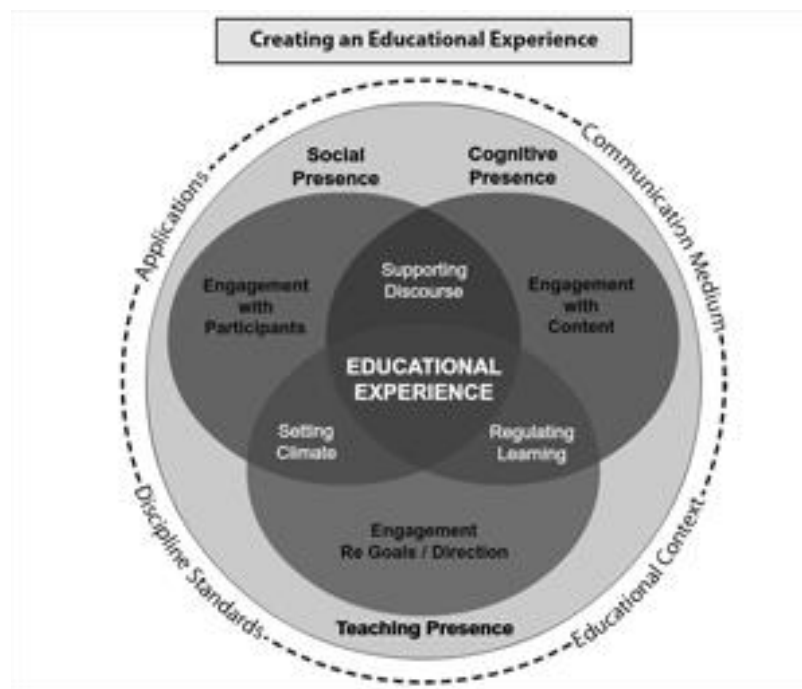 Creating an Educational Experience
Applications
Communication Medium
Social
Presence
Cognitive
Presence
Supporting
Discourse
Engagement
with
Participants
Engagement
with
Content
EDUCATIONAL
EXPERIENCE
Setting
Climate
Regulating
Learning
Engagement
Re Goals / Direction
Teaching Presence
Discipline Standards
Educational Context